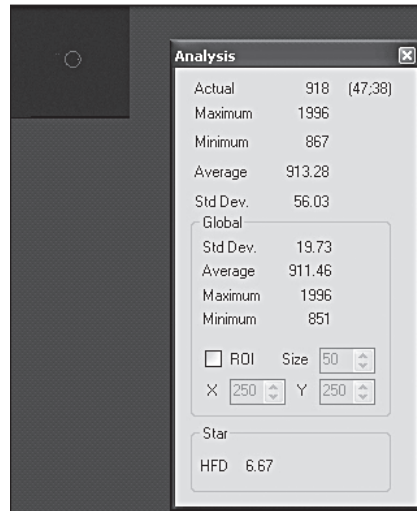 Analysis
Actual 918 (47;38)
Maximum 1996
Minimum 867
Average 913.28
Std Dev. 56.03
Global
Std Dev. 19.73
Average 911.46
Maximum 1996
Minimum 851
ROI Size 50
X 250 Y 250
Star
HFD 6.67